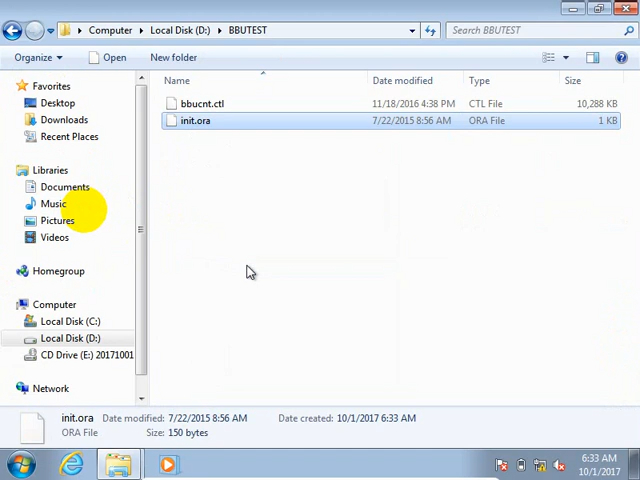 Computer Local Disk (D:) BBUTEST
Search BBUTEST
Organize Open New folder
Favorites
Desktop
Downloads
Recent Places
Libraries
Documents
Music
Pictures
Videos
Homegroup
Computer
Local Disk (C:)
Local Disk (D:)
CD Drive (E:) 20171001
Network
Name Date modified Type Size
bbucnt.ctl 11/18/2016 4:38 PM CTL File 10,288 KB
init.ora 7/22/2015 8:56 AM ORA File 1 KB
init.ora Date modified: 7/22/2015 8:56 AM Date created: 10/1/2017 6:33 AM
ORA File Size: 150 bytes
6:33 AM
10/1/2017